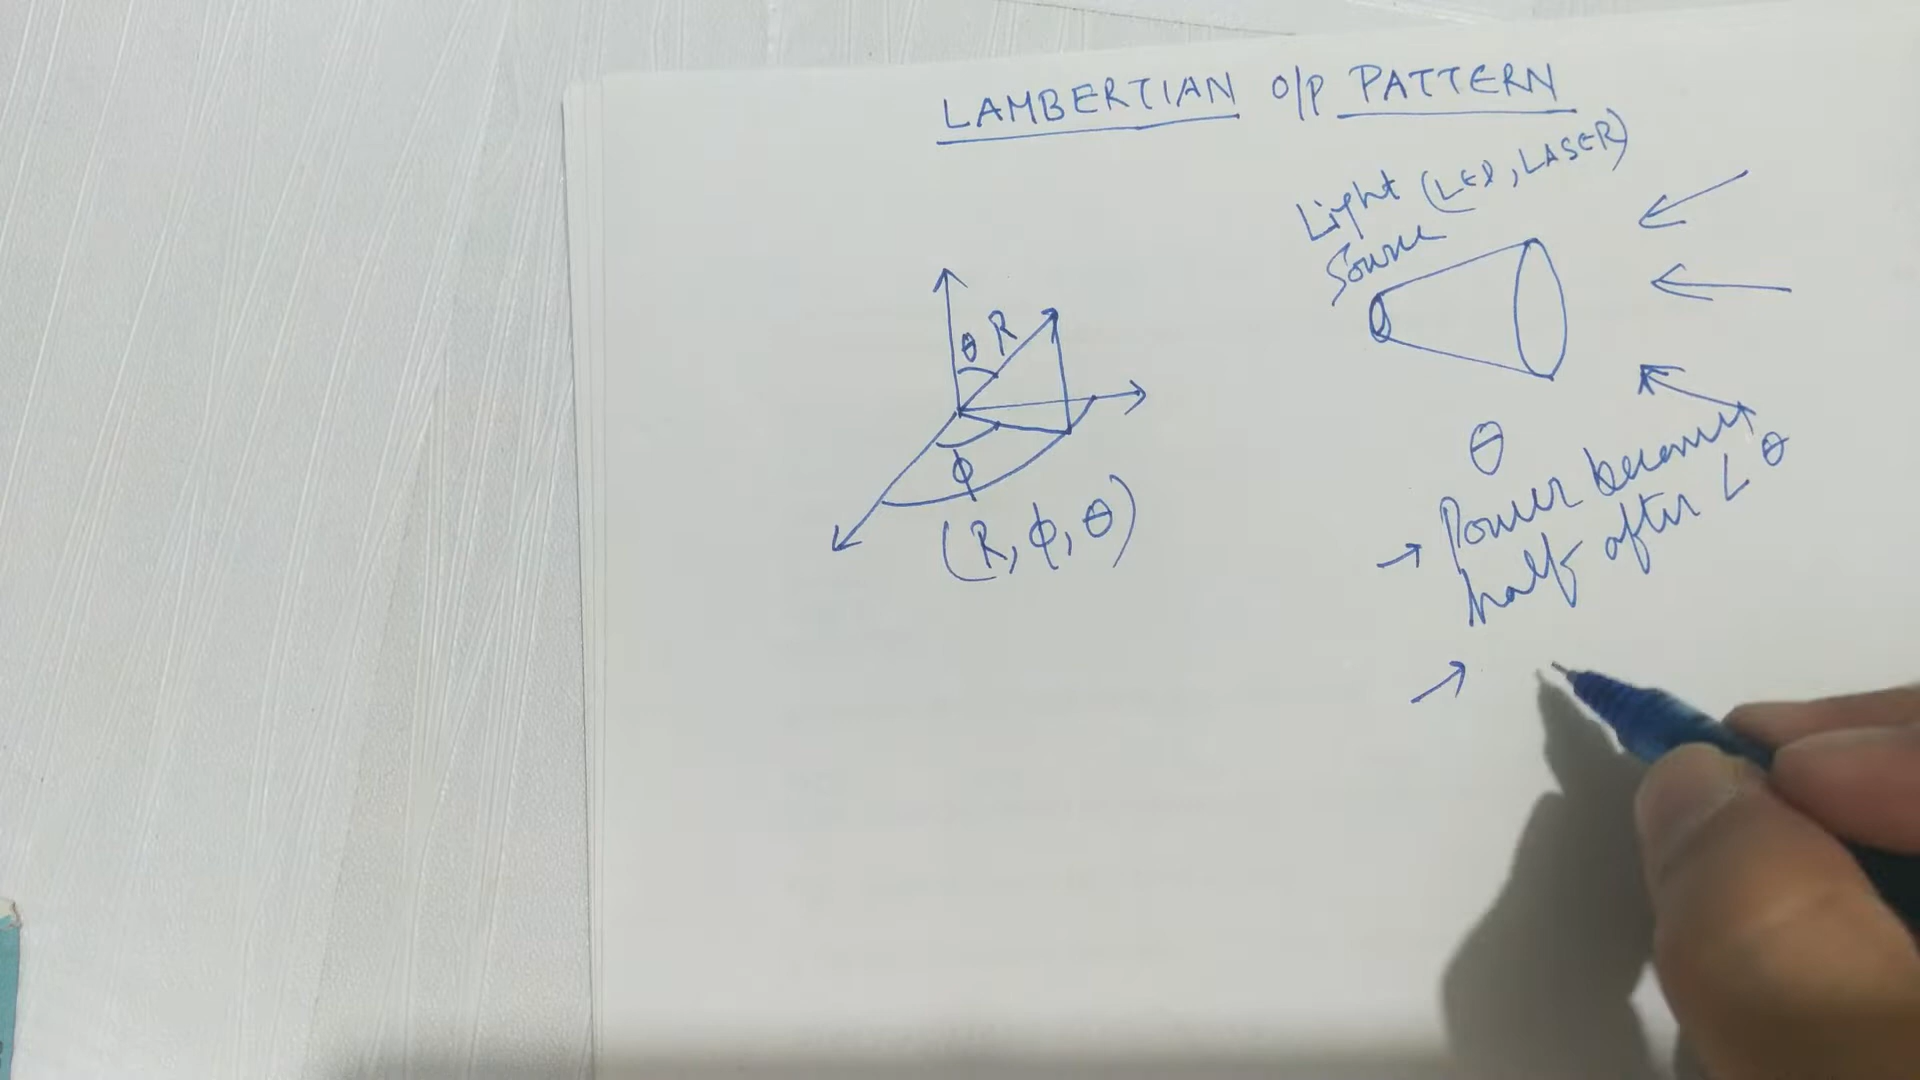 LAMBERTIAN O/P PATTERN
Light (LED, LASER)
Source
θ R
ϕ
(R, ϕ, θ)
θ
→ Power becomes
half after ∠ θ
→